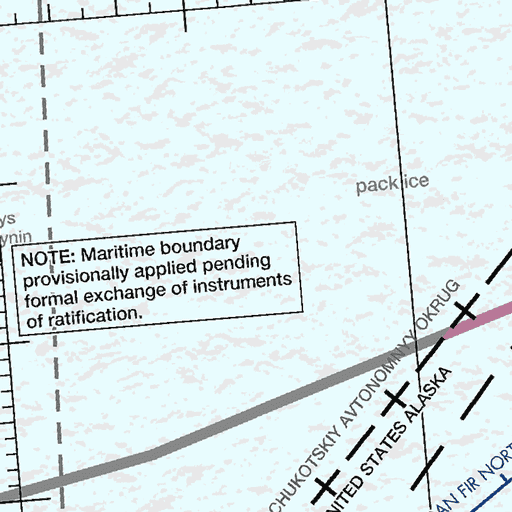 pack ice
ys
ynin
NOTE: Maritime boundary
provisionally applied pending
formal exchange of instruments
of ratification.
CHUKOTSKIY AVTONOMNYY OKRUG
UNITED STATES ALASKA
AN FIR NORT